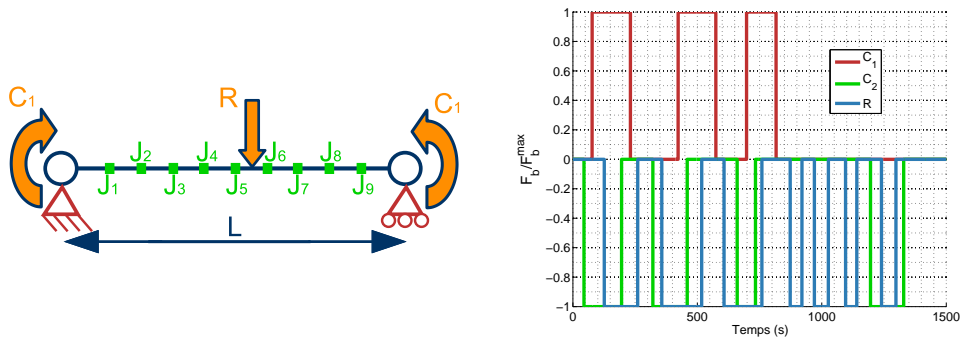 C₁
R
C₁
J₂
J₄
J₆
J₈
J₁
J₃
J₅
J₇
J₉
L
F_b/F_b^max
1
0.8
0.6
0.4
0.2
0
−0.2
−0.4
−0.6
−0.8
−1
C₁
C₂
R
0
500
1000
1500
Temps (s)